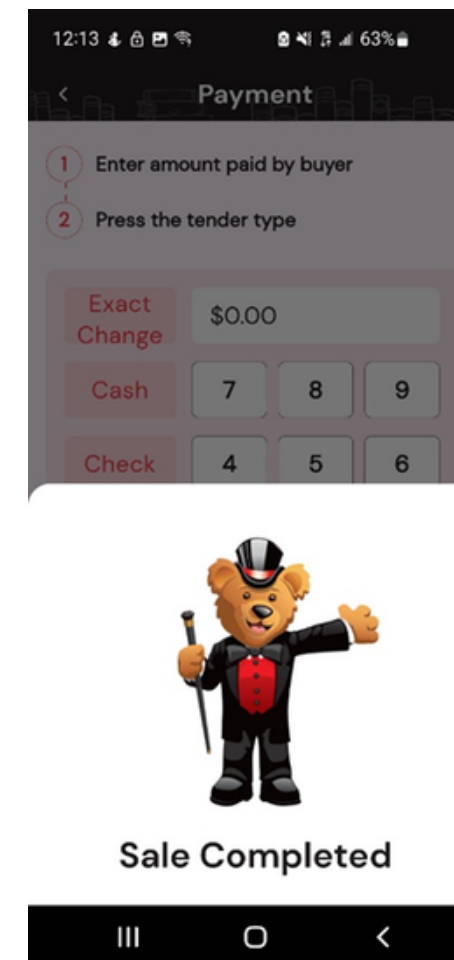 12:13 63%
Payment
1 Enter amount paid by buyer
2 Press the tender type
Exact
Change
$0.00
Cash 7 8 9
Check 4 5 6
Sale Completed